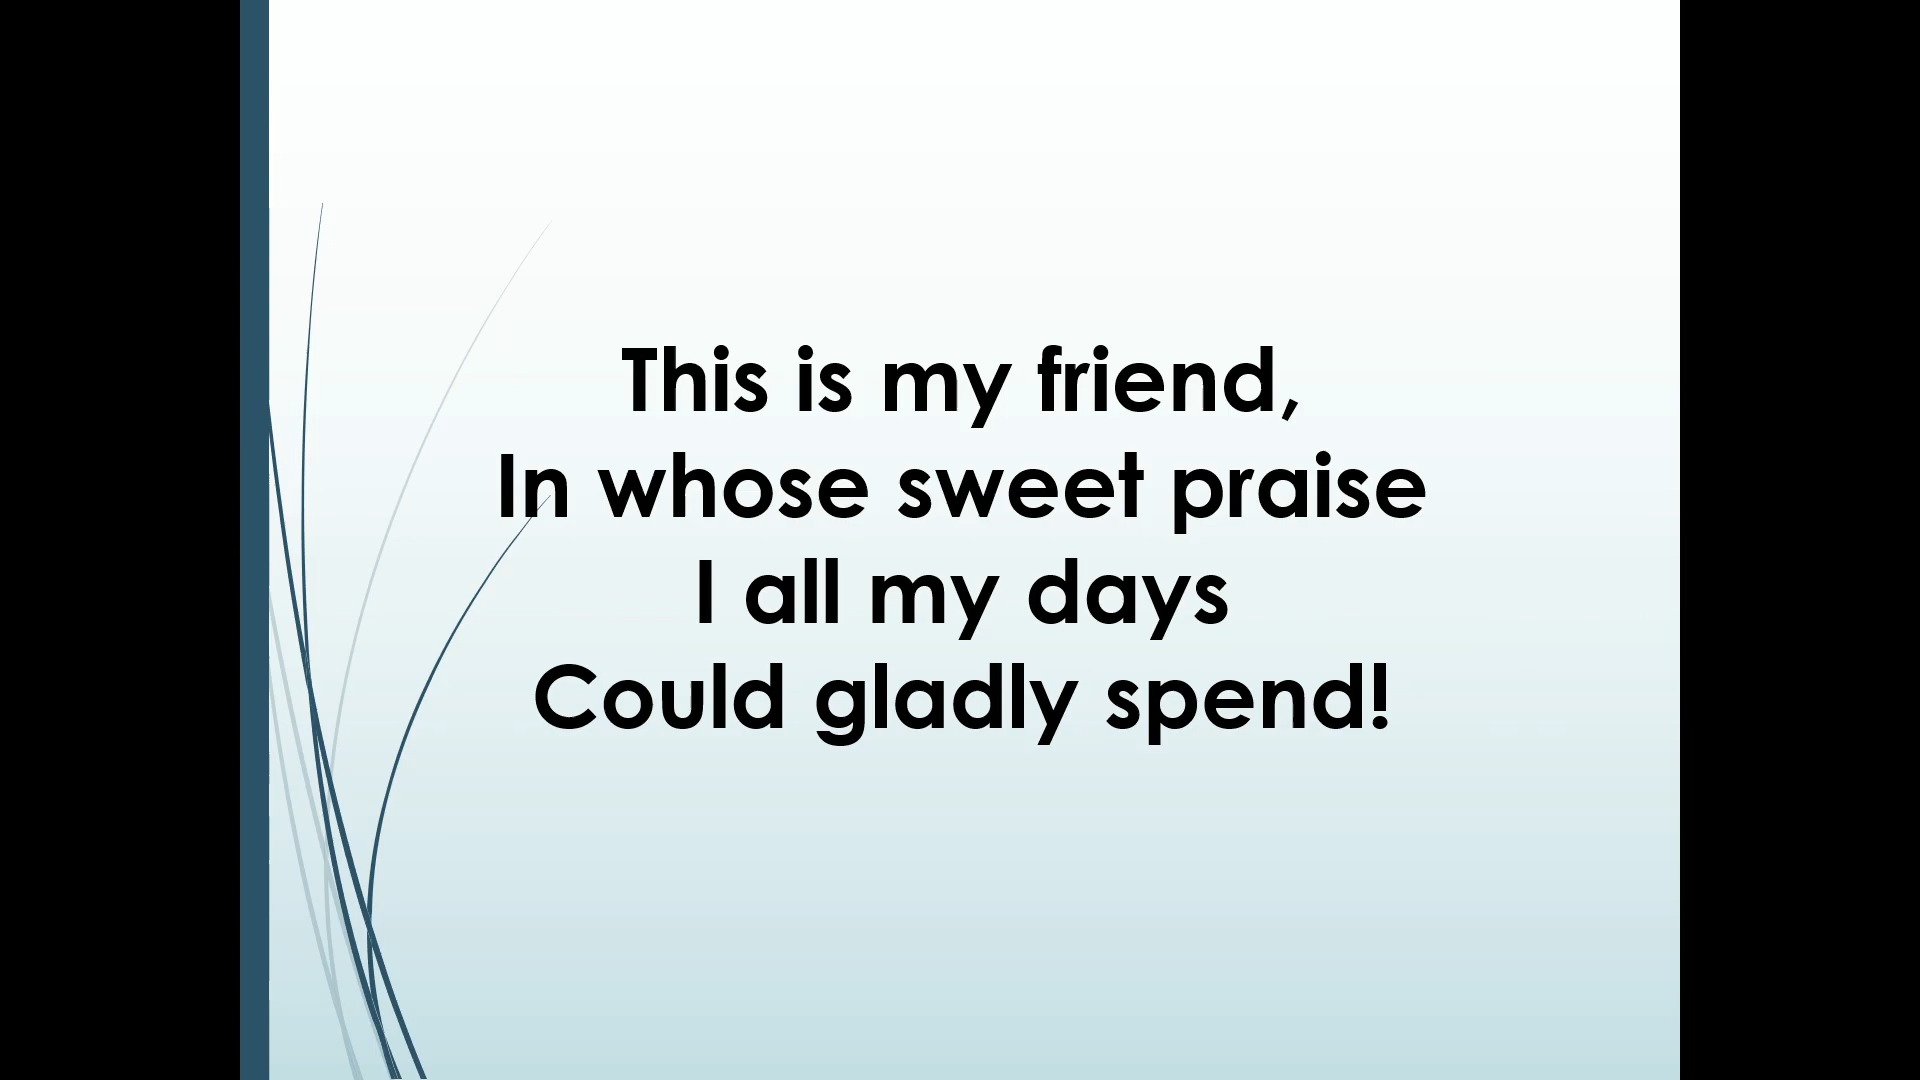 This is my friend,
In whose sweet praise
I all my days
Could gladly spend!